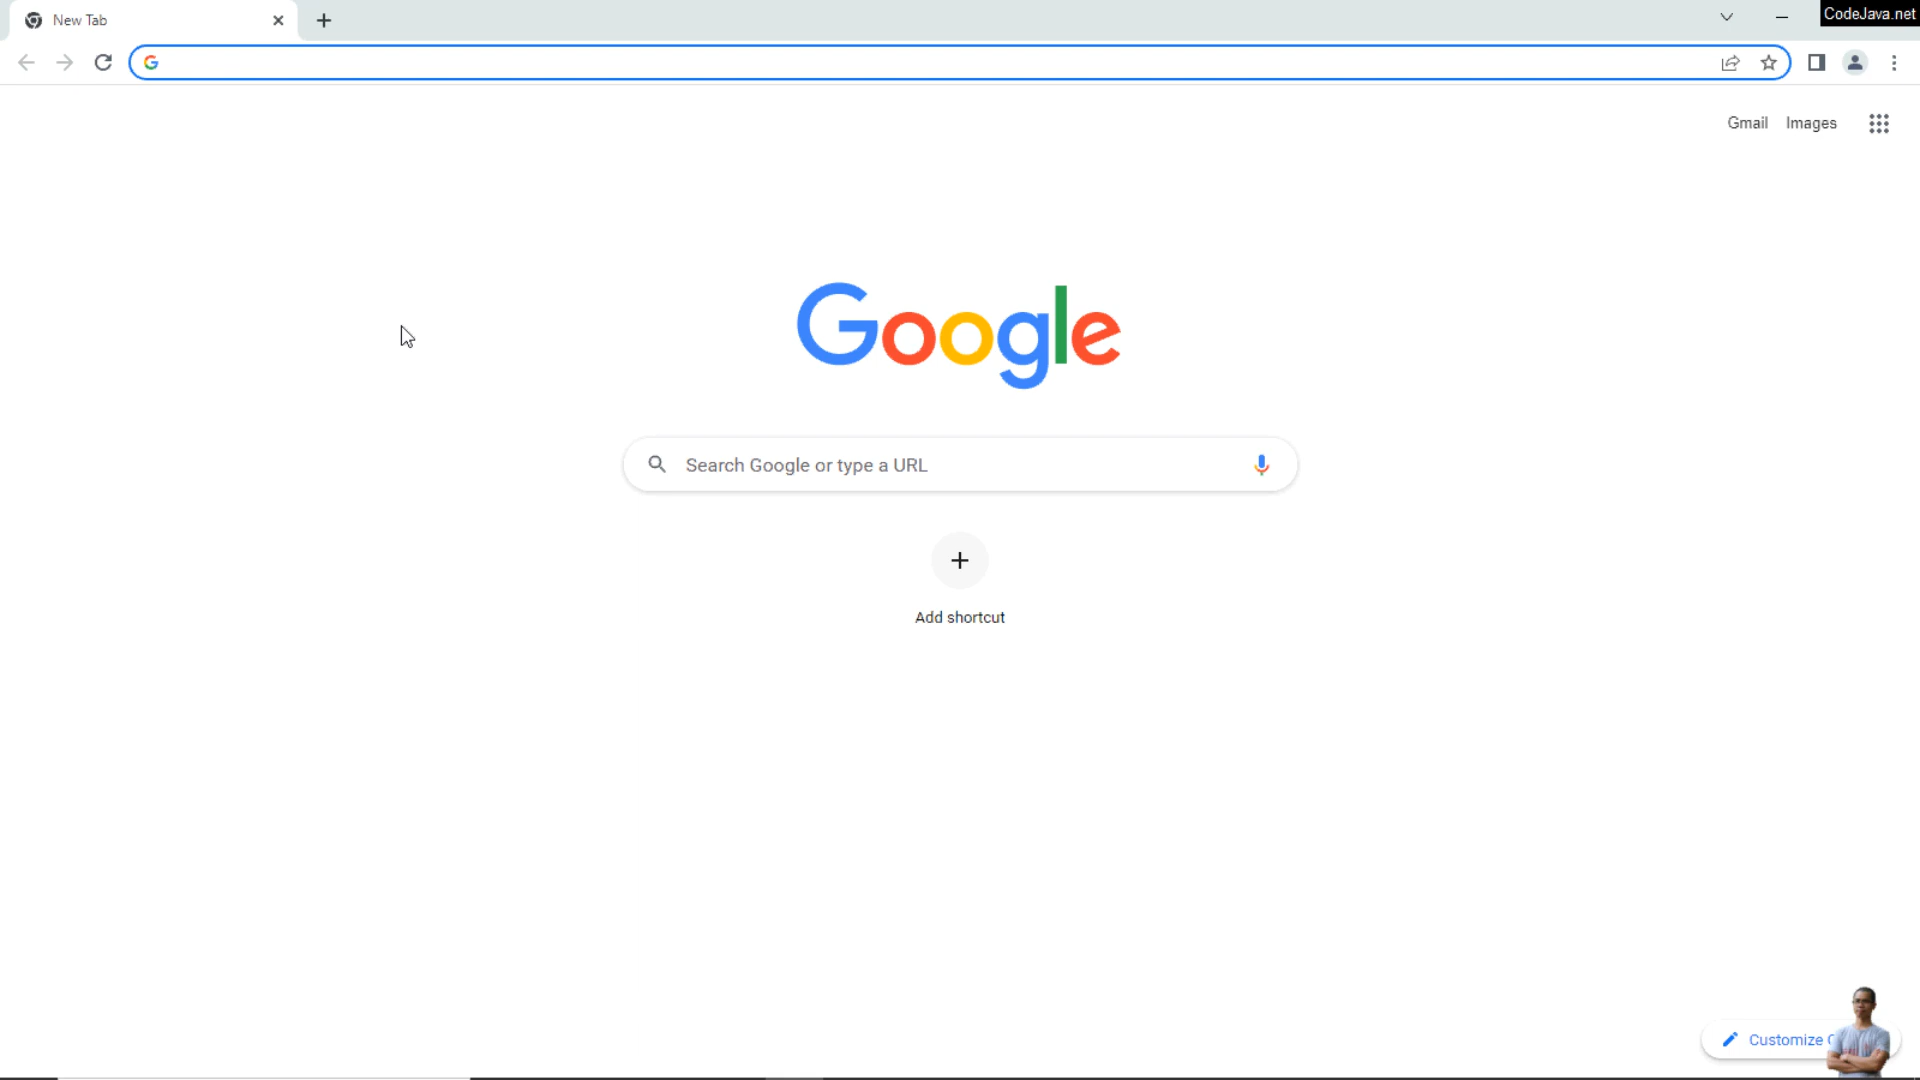 New Tab
CodeJava.net
Gmail Images
Google
Search Google or type a URL
Add shortcut
Customize